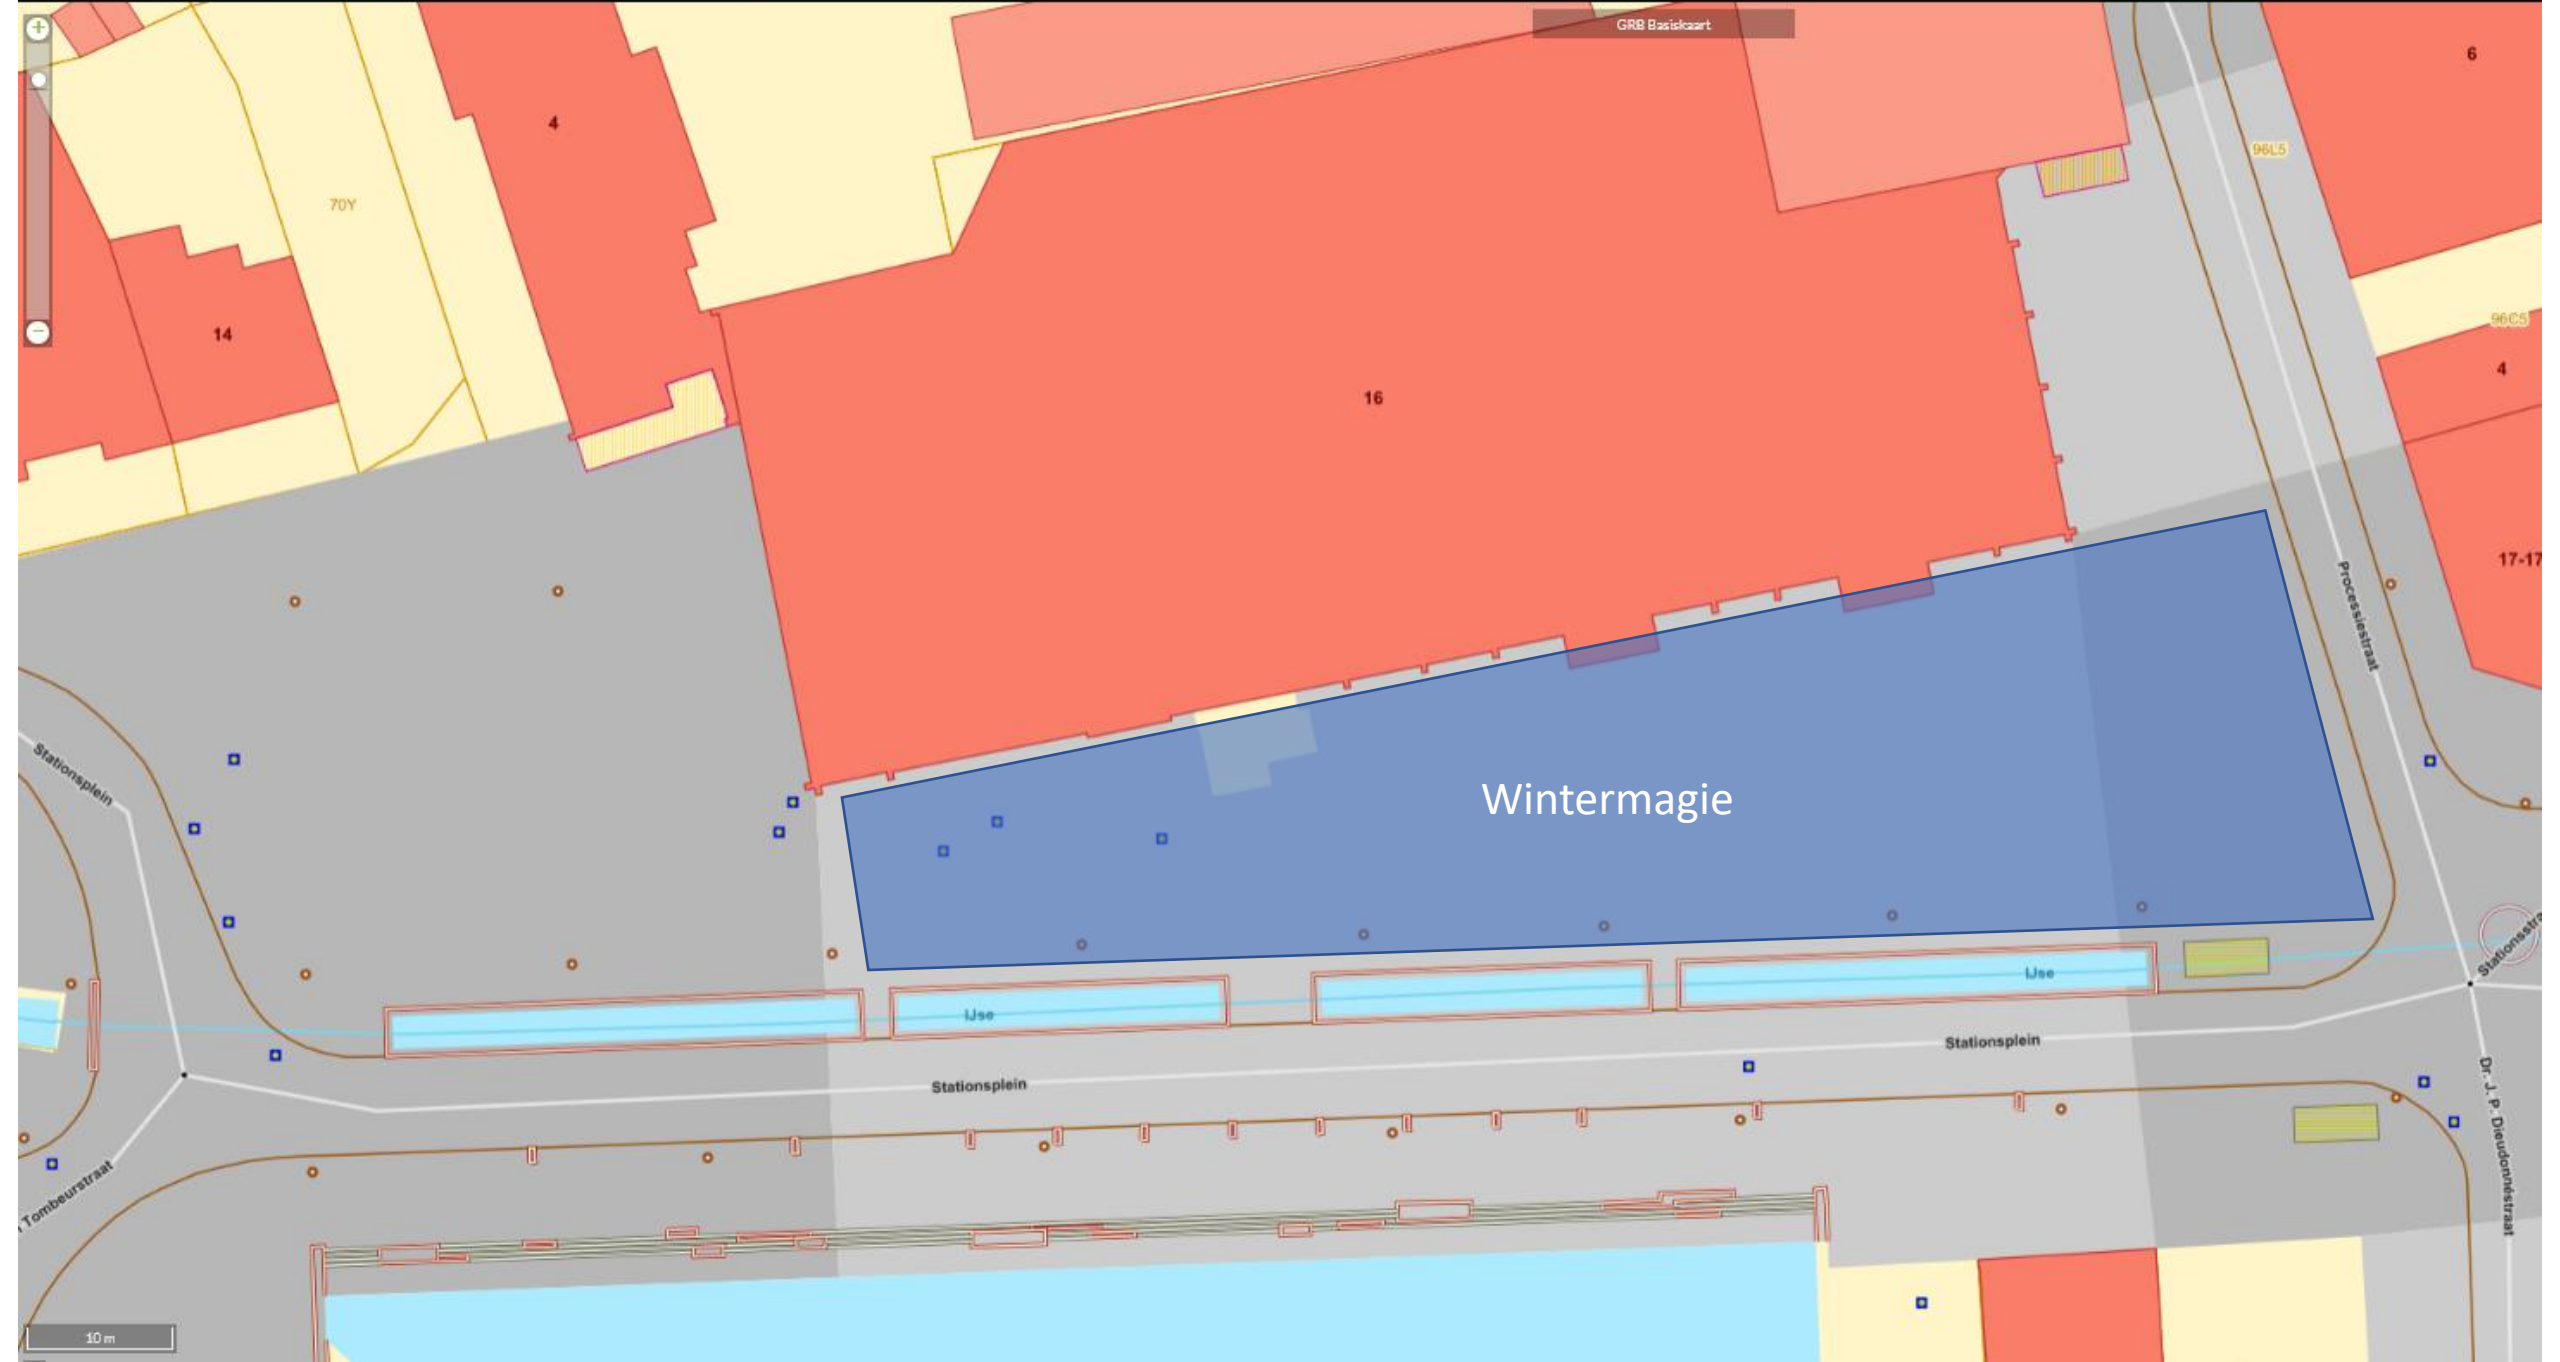 GRB Basiskaart
6
4
96L5
70Y
96C5
14
4
16
17-17
Processiestraat
Stationsplein
Wintermagie
IJse
IJse
Stationsplein
Stationsplein
Tombeurstraat
Dr. J. P. Dieudonnéstraat
10 m